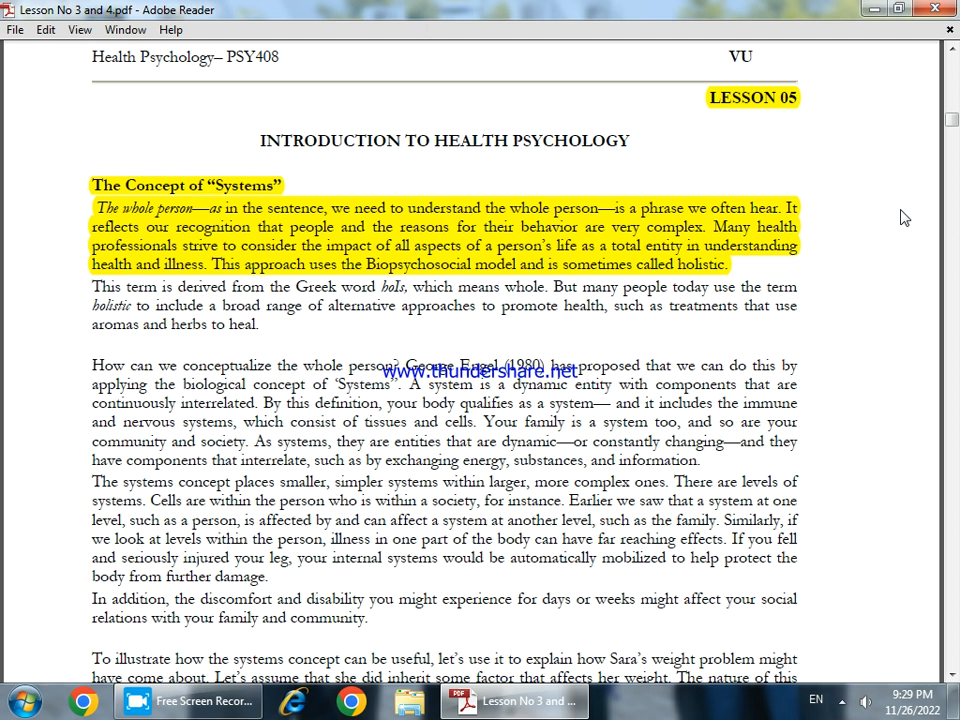 Lesson No 3 and 4.pdf - Adobe Reader
File Edit View Window Help
Health Psychology– PSY408 VU
LESSON 05
INTRODUCTION TO HEALTH PSYCHOLOGY
The Concept of “Systems”
The whole person—as in the sentence, we need to understand the whole person—is a phrase we often hear. It
reflects our recognition that people and the reasons for their behavior are very complex. Many health
professionals strive to consider the impact of all aspects of a person’s life as a total entity in understanding
health and illness. This approach uses the Biopsychosocial model and is sometimes called holistic.
This term is derived from the Greek word hoIs, which means whole. But many people today use the term
holistic to include a broad range of alternative approaches to promote health, such as treatments that use
aromas and herbs to heal.
How can we conceptualize the whole person? George Engel (1980) has proposed that we can do this by
www.thundershare.net
applying the biological concept of ‘Systems”. A system is a dynamic entity with components that are
continuously interrelated. By this definition, your body qualifies as a system— and it includes the immune
and nervous systems, which consist of tissues and cells. Your family is a system too, and so are your
community and society. As systems, they are entities that are dynamic—or constantly changing—and they
have components that interrelate, such as by exchanging energy, substances, and information.
The systems concept places smaller, simpler systems within larger, more complex ones. There are levels of
systems. Cells are within the person who is within a society, for instance. Earlier we saw that a system at one
level, such as a person, is affected by and can affect a system at another level, such as the family. Similarly, if
we look at levels within the person, illness in one part of the body can have far reaching effects. If you fell
and seriously injured your leg, your internal systems would be automatically mobilized to help protect the
body from further damage.
In addition, the discomfort and disability you might experience for days or weeks might affect your social
relations with your family and community.
To illustrate how the systems concept can be useful, let’s use it to explain how Sara’s weight problem might
have come about. Let’s assume that she did inherit some factor that affects her weight. The nature of this
Free Screen Recor... Lesson No 3 and ... EN 9:29 PM
11/26/2022